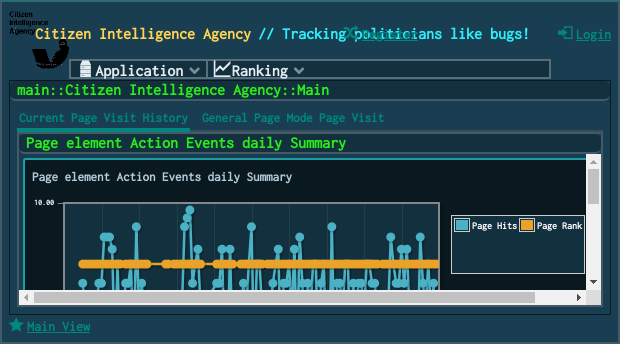 Citizen
Intelligence
Agency
Citizen Intelligence Agency // Tracking politicians like bugs!
Register
Login
Application
Ranking
main::Citizen Intelligence Agency::Main
Current Page Visit History
General Page Mode Page Visit
Page element Action Events daily Summary
Page element Action Events daily Summary
10.00
Page Hits
Page Rank
Main View